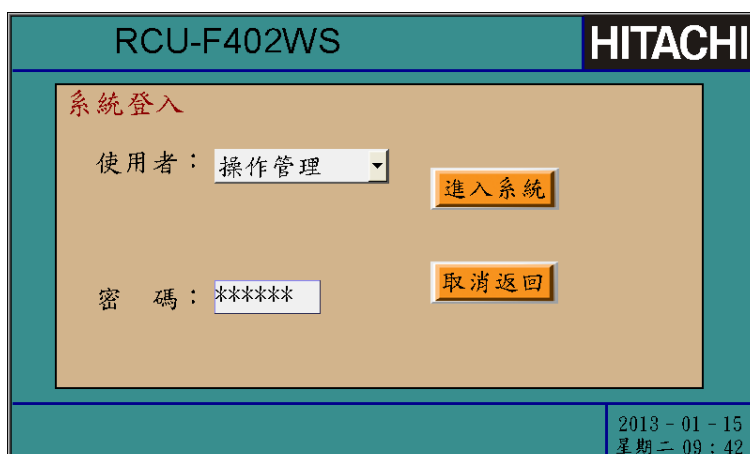 RCU-F402WS
HITACHI
系統登入
使用者：
操作管理
進入系統
密 碼：
******
取消返回
2013-01-15
星期二 09:42